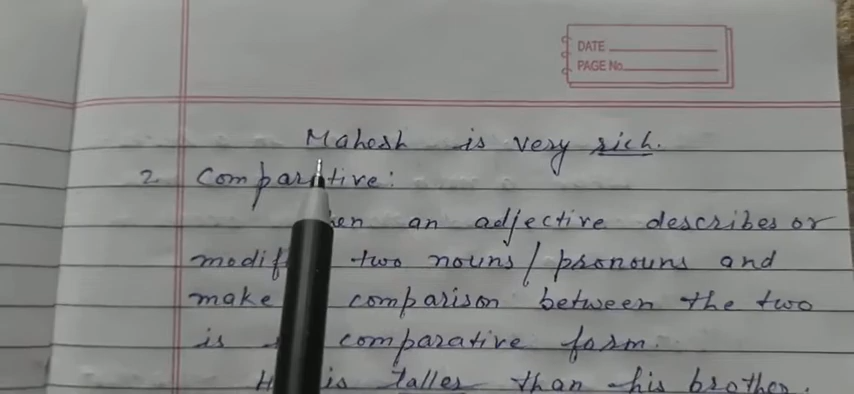 DATE
PAGE No.
Mahesh is very rich.
2 Comparitive:
an adjective describes or
two nouns/pronouns and
make comparison between the two
is comparative form.
is taller than his brother.